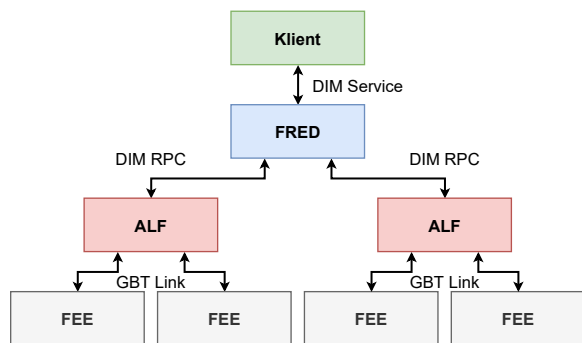 Klient
DIM Service
FRED
DIM RPC
DIM RPC
ALF
ALF
GBT Link
GBT Link
FEE
FEE
FEE
FEE